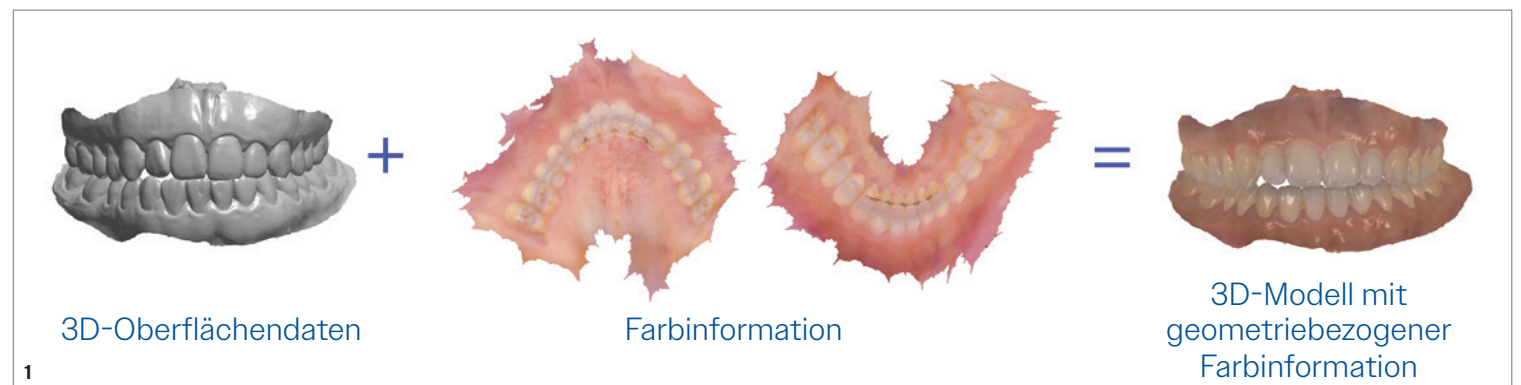 +
=
3D-Oberflächendaten
Farbinformation
3D-Modell mit
geometriebezogener
Farbinformation
1